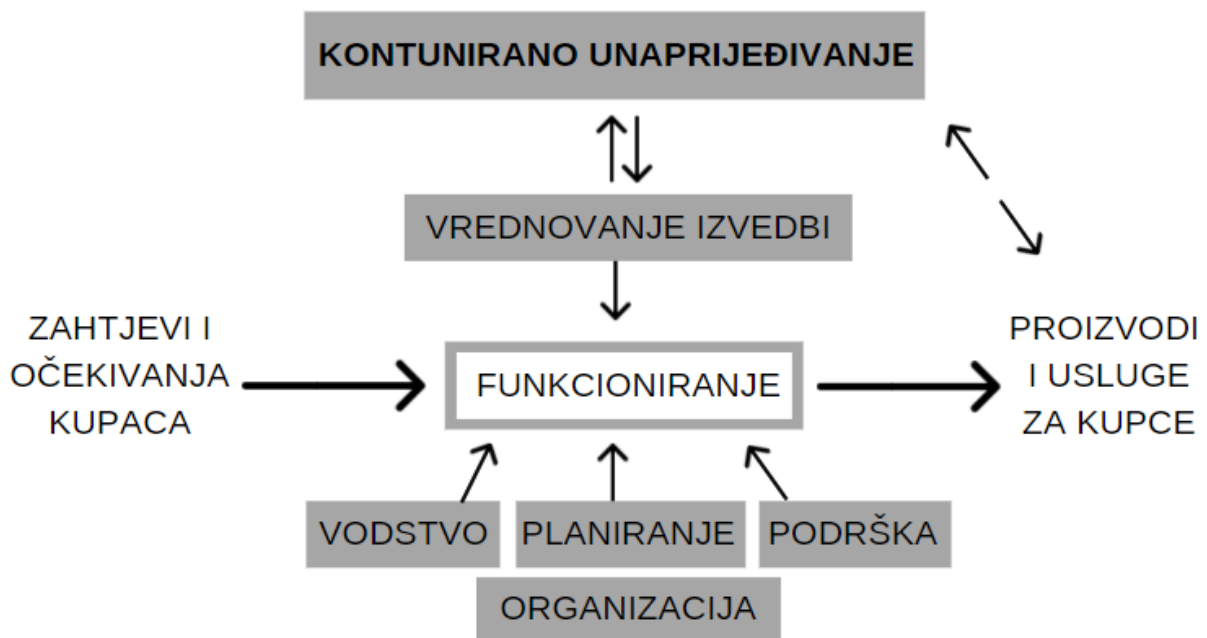 KONTUNIRANO UNAPRIJEĐIVANJE
VREDNOVANJE IZVEDBI
ZAHTJEVI I
OČEKIVANJA
KUPACA
FUNKCIONIRANJE
PROIZVODI
I USLUGE
ZA KUPCE
VODSTVO
PLANIRANJE
PODRŠKA
ORGANIZACIJA